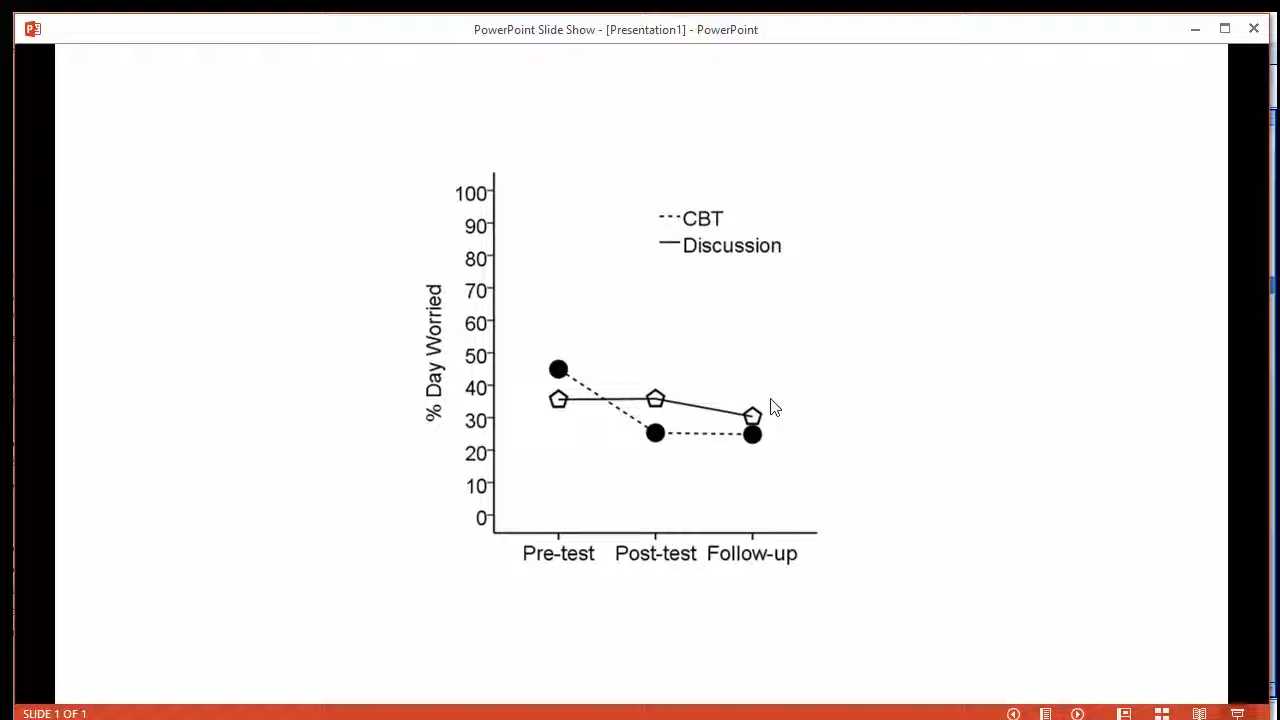 PowerPoint Slide Show - [Presentation1] - PowerPoint
100
90
80
70
60
50
40
30
20
10
0
% Day Worried
CBT
Discussion
Pre-test Post-test Follow-up
SLIDE 1 OF 1